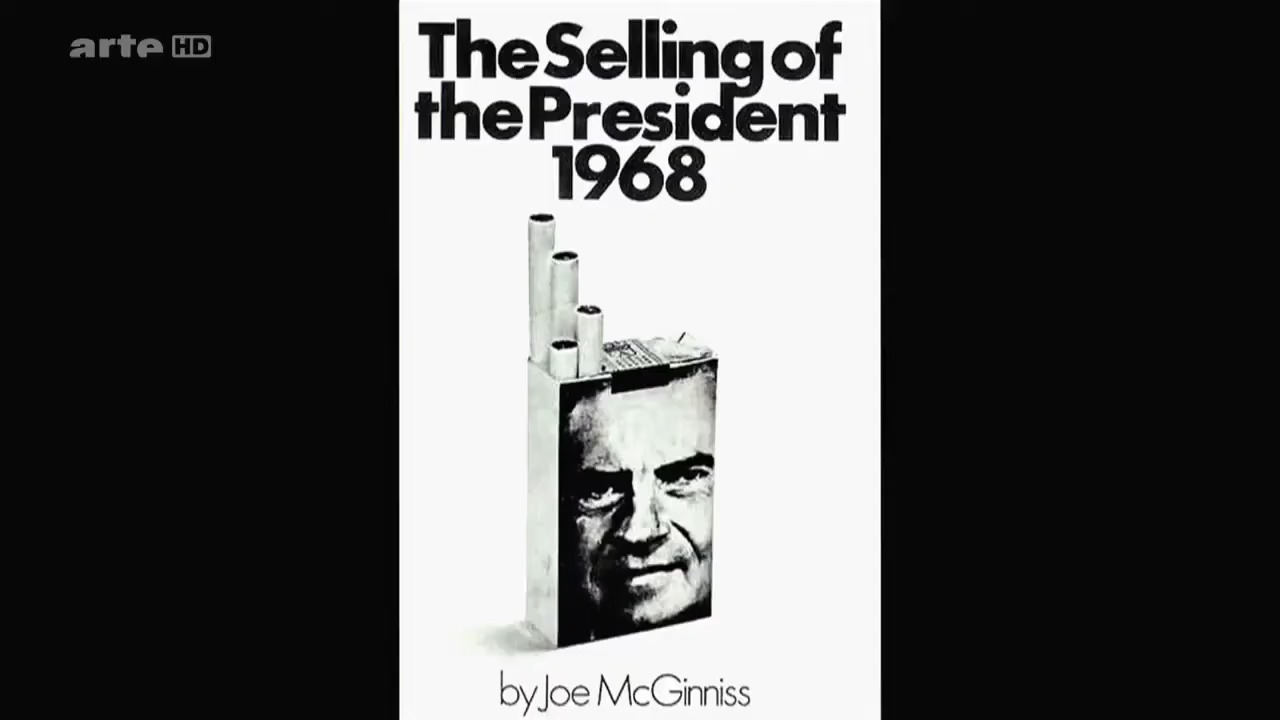 arte HD
The Selling of
the President
1968
by Joe McGinniss